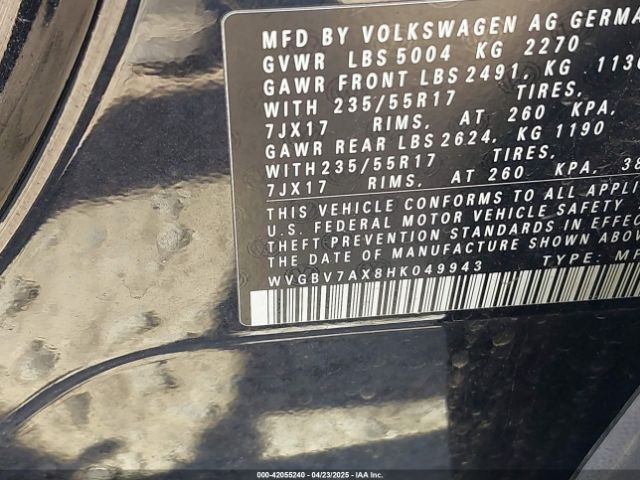 MFD BY VOLKSWAGEN AG GERMA
GVWR LBS 5004 KG 2270
GAWR FRONT LBS 2491, KG 1130
WITH 235/55R17 TIRES,
7JX17 RIMS, AT 260 KPA,
GAWR REAR LBS 2624, KG 1190
WITH 235/55R17 TIRES,
7JX17 RIMS, AT 260 KPA, 38
THIS VEHICLE CONFORMS TO ALL APPLI
U.S. FEDERAL MOTOR VEHICLE SAFETY
THEFT PREVENTION STANDARDS IN EFFEC
THE DATE OF MANUFACTURE SHOWN ABOV
WVGBV7AX8HK049943 TYPE: MP
000-42055240 04/23/2025 - IAAI.COM